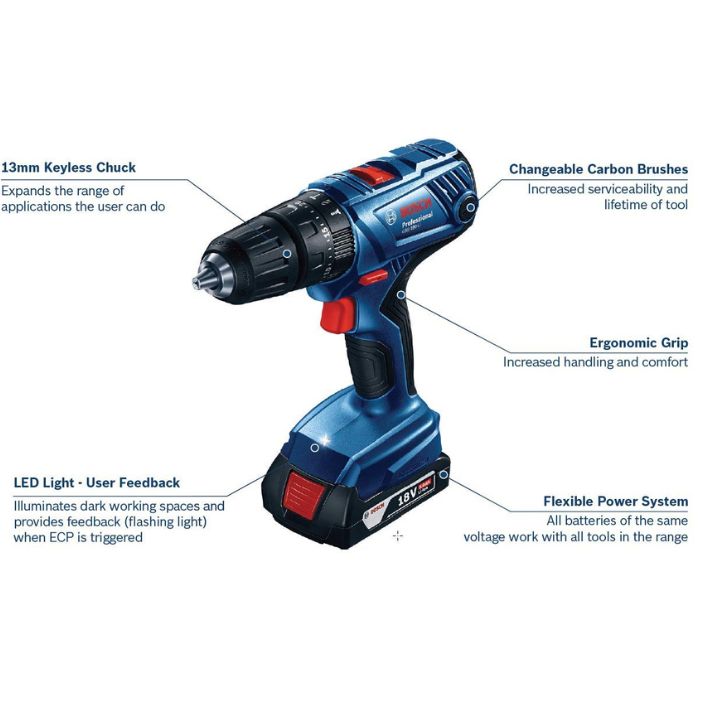 13mm Keyless Chuck
Expands the range of
applications the user can do
Changeable Carbon Brushes
Increased serviceability and
lifetime of tool
BOSCH
Professional
15
Ergonomic Grip
Increased handling and comfort
LED Light - User Feedback
Illuminates dark working spaces and
provides feedback (flashing light)
when ECP is triggered
Flexible Power System
All batteries of the same
voltage work with all tools in the range
BOSCH
18V